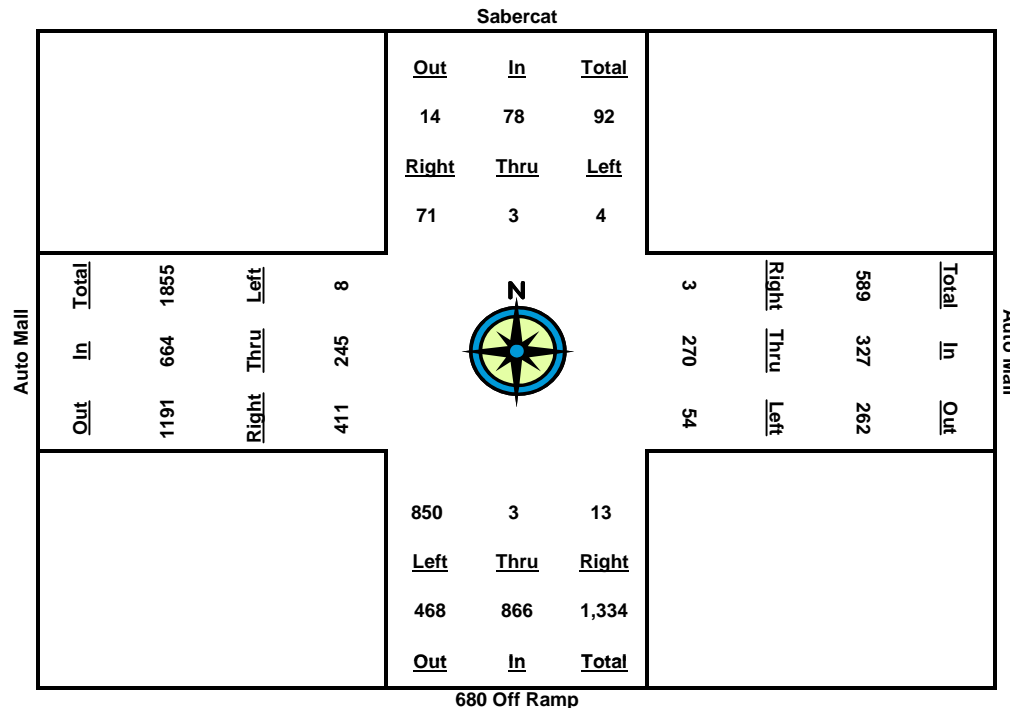 Sabercat
Out In Total
14 78 92
Right Thru Left
71 3 4
Auto Mall
Total 1855 Left 8
In 664 Thru 245
Out 1191 Right 411
N
3 Right 589 Total
270 Thru 327 In
54 Left 262 Out
Auto Mall
850 3 13
Left Thru Right
468 866 1,334
Out In Total
680 Off Ramp